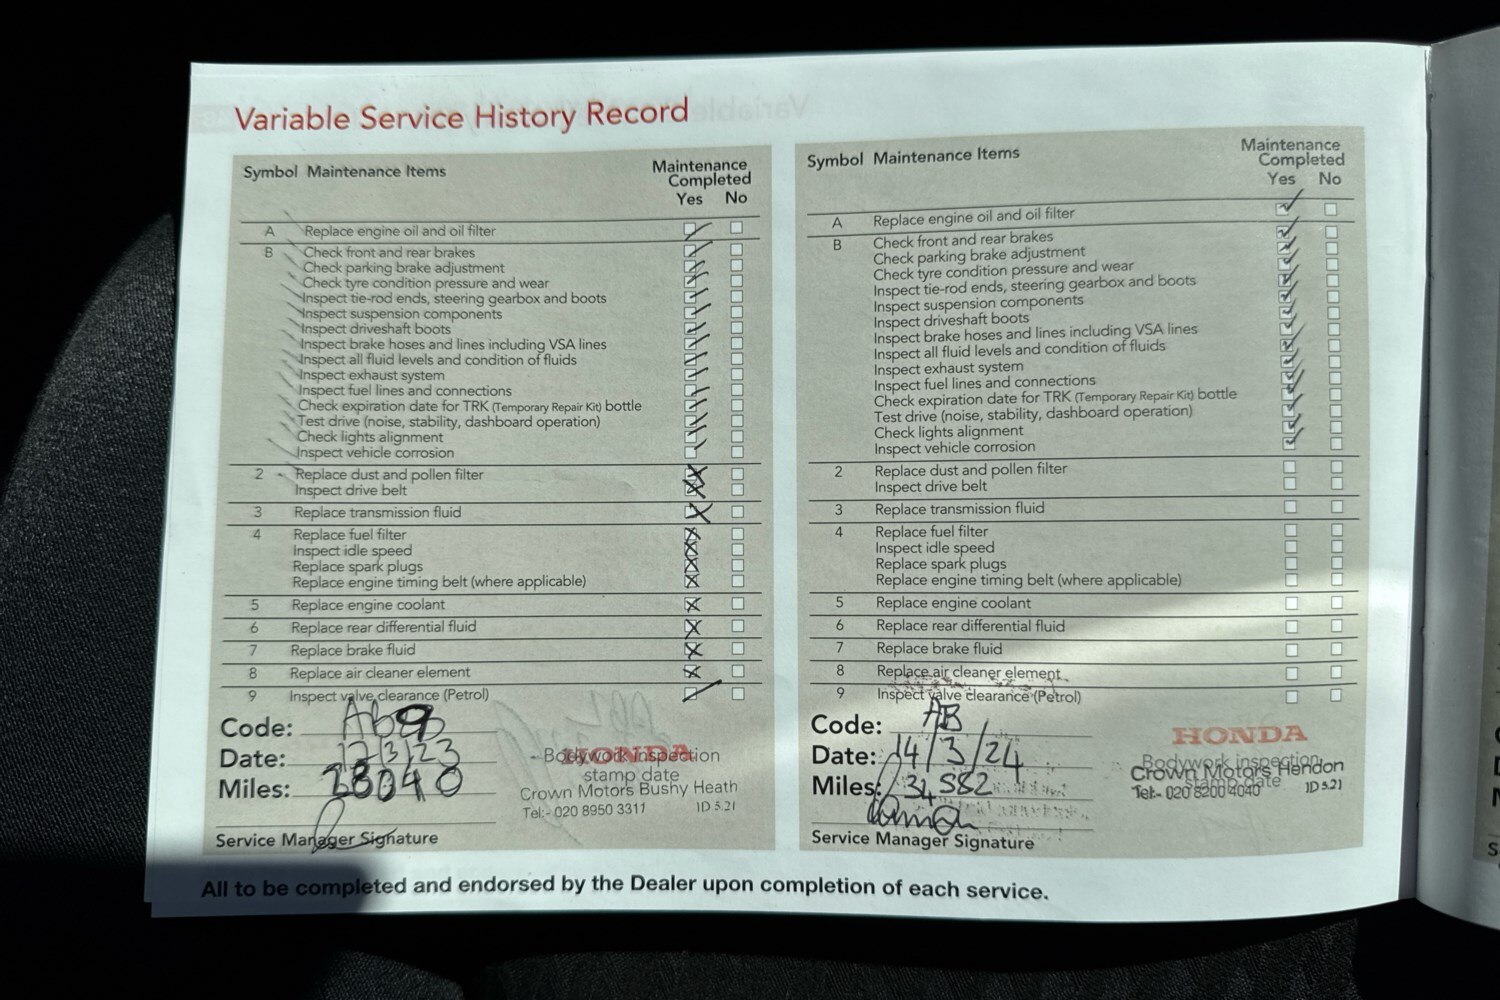 Variable Service History Record
Symbol Maintenance Items Maintenance Completed
Yes No
A Replace engine oil and oil filter
B Check front and rear brakes
Check parking brake adjustment
Check tyre condition pressure and wear
Inspect tie-rod ends, steering gearbox and boots
Inspect suspension components
Inspect driveshaft boots
Inspect brake hoses and lines including VSA lines
Inspect all fluid levels and condition of fluids
Inspect exhaust system
Inspect fuel lines and connections
Check expiration date for TRK (Temporary Repair Kit) bottle
Test drive (noise, stability, dashboard operation)
Check lights alignment
Inspect vehicle corrosion
2 Replace dust and pollen filter
Inspect drive belt
3 Replace transmission fluid
4 Replace fuel filter
Inspect idle speed
Replace spark plugs
Replace engine timing belt (where applicable)
5 Replace engine coolant
6 Replace rear differential fluid
7 Replace brake fluid
8 Replace air cleaner element
9 Inspect valve clearance (Petrol)
Code: Ab9
Date: 17/3/23
Miles: 28040
Service Manager Signature
HONDA
Bodywork inspection
stamp date
Crown Motors Bushy Heath
Tel:- 020 8950 3311 ID 5.21
Symbol Maintenance Items Maintenance Completed
Yes No
A Replace engine oil and oil filter
B Check front and rear brakes
Check parking brake adjustment
Check tyre condition pressure and wear
Inspect tie-rod ends, steering gearbox and boots
Inspect suspension components
Inspect driveshaft boots
Inspect brake hoses and lines including VSA lines
Inspect all fluid levels and condition of fluids
Inspect exhaust system
Inspect fuel lines and connections
Check expiration date for TRK (Temporary Repair Kit) bottle
Test drive (noise, stability, dashboard operation)
Check lights alignment
Inspect vehicle corrosion
2 Replace dust and pollen filter
Inspect drive belt
3 Replace transmission fluid
4 Replace fuel filter
Inspect idle speed
Replace spark plugs
Replace engine timing belt (where applicable)
5 Replace engine coolant
6 Replace rear differential fluid
7 Replace brake fluid
8 Replace air cleaner element
9 Inspect valve clearance (Petrol)
Code: AB
Date: 14/3/24
Miles: 34582
Service Manager Signature
HONDA
Bodywork inspection
Crown Motors Hendon
stamp date
Tel:- 020 8200 4040 ID 5.21
All to be completed and endorsed by the Dealer upon completion of each service.